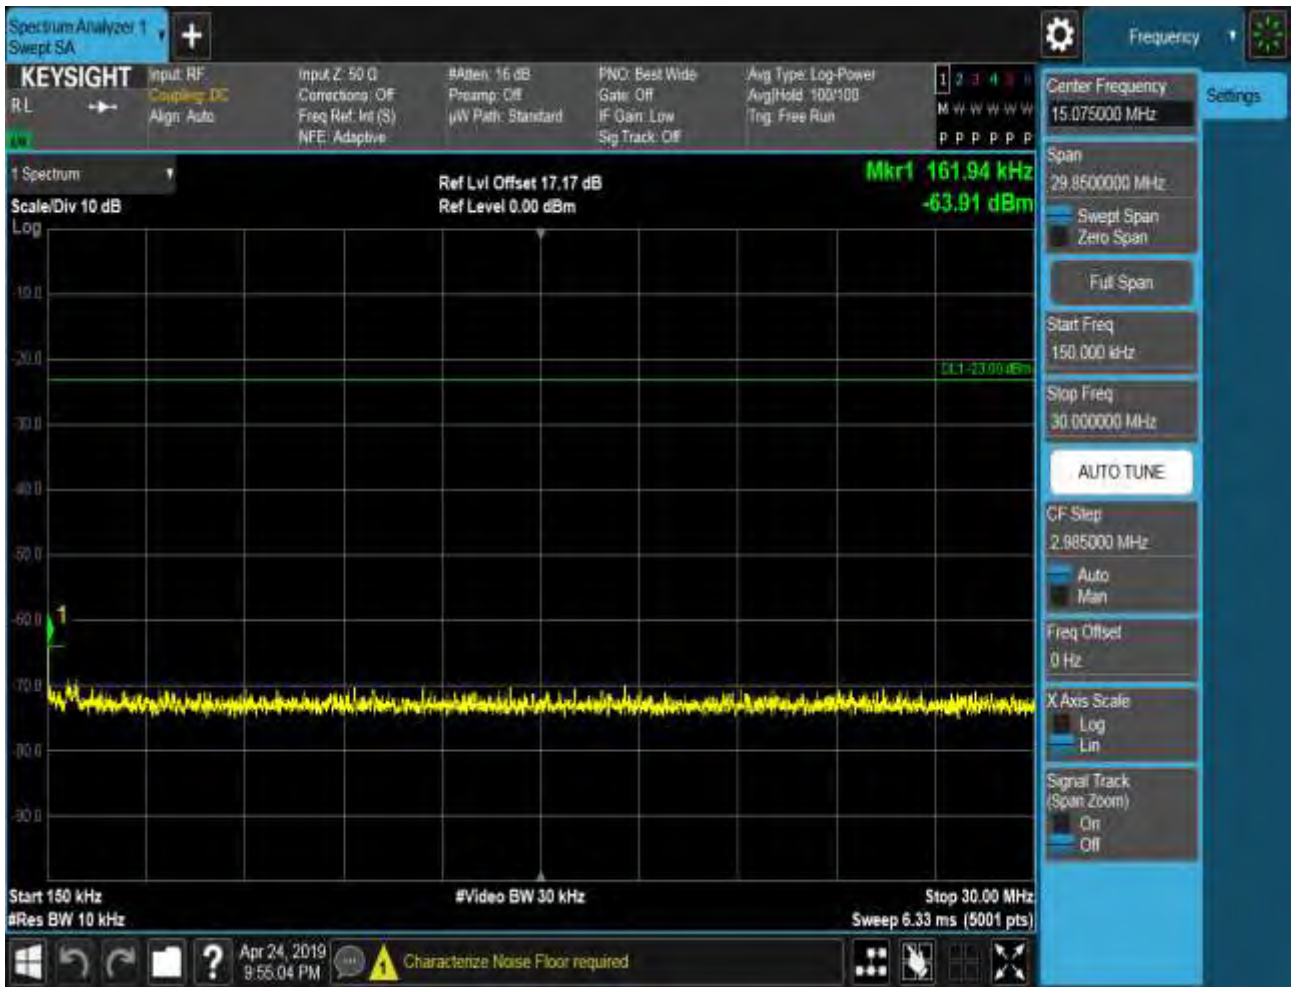 Spectrum Analyzer 1
Swept SA
+
Frequency
KEYSIGHT
R L
Input: RF
Coupling: DC
Align: Auto
Input Z: 50 Ω
Corrections: Off
Freq Ref: Int (S)
NFE: Adaptive
#Atten: 16 dB
Preamp: Off
µW Path: Standard
PNO: Best Wide
Gate: Off
IF Gain: Low
Sig Track: Off
Avg Type: Log-Power
Avg|Hold: 100/100
Trig: Free Run
1 2 3 4 5 6
M W W W W W
P P P P P P
1 Spectrum
Scale/Div 10 dB
Log
Ref Lvl Offset 17.17 dB
Ref Level 0.00 dBm
Mkr1 161.94 kHz
-63.91 dBm
-10.0
-20.0
DL1 -23.00 dBm
-30.0
-40.0
-50.0
-60.0
1
-70.0
-80.0
-90.0
Start 150 kHz
#Res BW 10 kHz
#Video BW 30 kHz
Stop 30.00 MHz
Sweep 6.33 ms (5001 pts)
Center Frequency
15.075000 MHz
Settings
Span
29.8500000 MHz
Swept Span
Zero Span
Full Span
Start Freq
150.000 kHz
Stop Freq
30.000000 MHz
AUTO TUNE
CF Step
2.985000 MHz
Auto
Man
Freq Offset
0 Hz
X Axis Scale
Log
Lin
Signal Track
(Span Zoom)
On
Off
?
Apr 24, 2019
9:55:04 PM
1
Characterize Noise Floor required